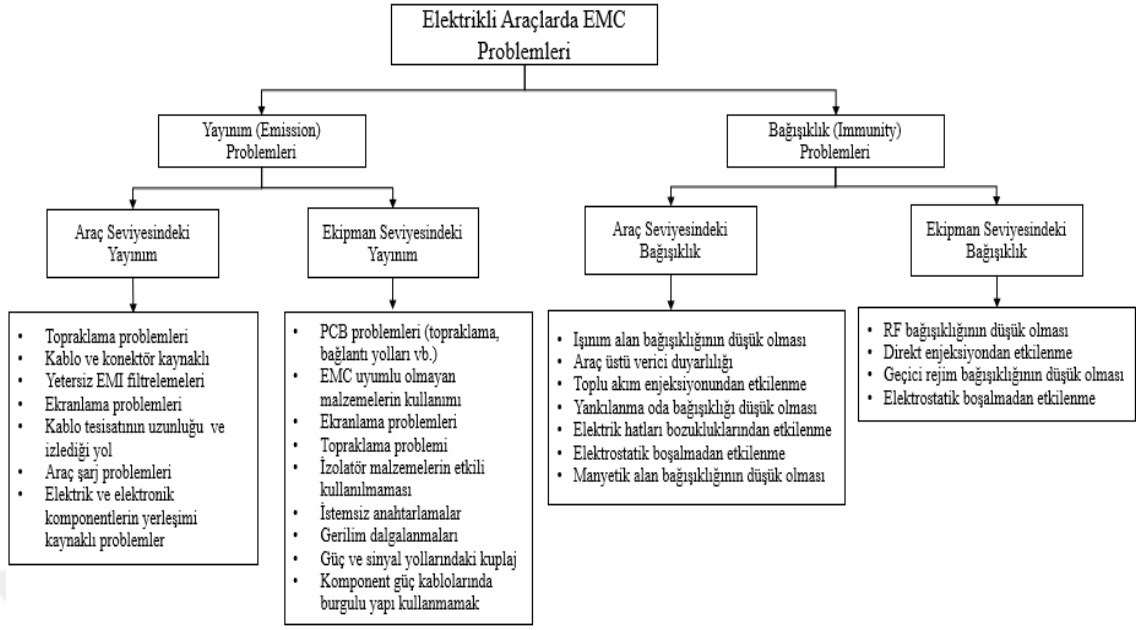 Elektrikli Araçlarda EMC
Problemleri
Yayınım (Emission)
Problemleri
Bağışıklık (Immunity)
Problemleri
Araç Seviyesindeki
Yayınım
Ekipman Seviyesindeki
Yayınım
Araç Seviyesindeki
Bağışıklık
Ekipman Seviyesindeki
Bağışıklık
• Topraklama problemleri
• Kablo ve konektör kaynaklı
• Yetersiz EMI filtrelemeleri
• Ekranlama problemleri
• Kablo tesisatının uzunluğu ve
izlediği yol
• Araç şarj problemleri
• Elektrik ve elektronik
komponentlerin yerleşimi
kaynaklı problemler
• PCB problemleri (topraklama,
bağlantı yolları vb.)
• EMC uyumlu olmayan
malzemelerin kullanımı
• Ekranlama problemleri
• Topraklama problemi
• İzolatör malzemelerin etkili
kullanılmaması
• İstemsiz anahtarlamalar
• Gerilim dalgalanmaları
• Güç ve sinyal yollarındaki kuplaj
• Komponent güç kablolarında
burgulu yapı kullanmamak
• Işınım alan bağışıklığının düşük olması
• Araç üstü verici duyarlılığı
• Toplu akım enjeksiyonundan etkilenme
• Yankılanma oda bağışıklığı düşük olması
• Elektrik hatları bozukluklarından etkilenme
• Elektrostatik boşalmadan etkilenme
• Manyetik alan bağışıklığının düşük olması
• RF bağışıklığının düşük olması
• Direkt enjeksiyondan etkilenme
• Geçici rejim bağışıklığının düşük olması
• Elektrostatik boşalmadan etkilenme